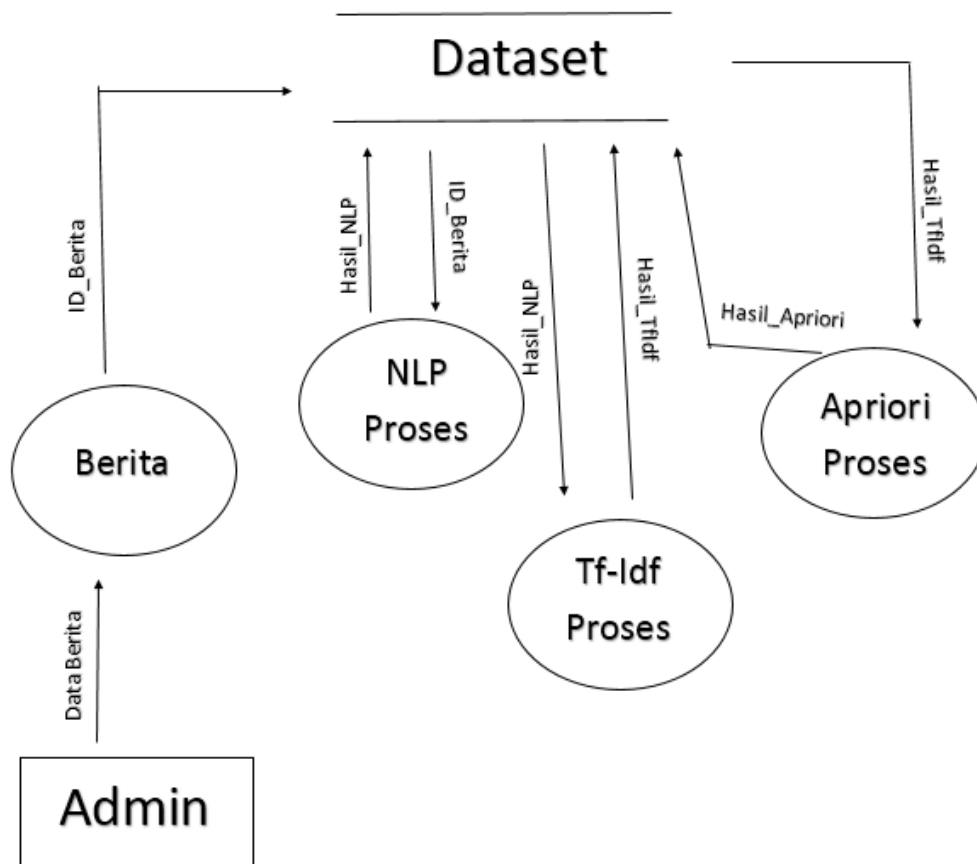 Dataset
ID_Berita
Hasil_NLP
ID_Berita
Hasil_NLP
Hasil_TfIdf
Hasil_Apriori
Hasil_TfIdf
Berita
NLP
Proses
Tf-Idf
Proses
Apriori
Proses
Data Berita
Admin